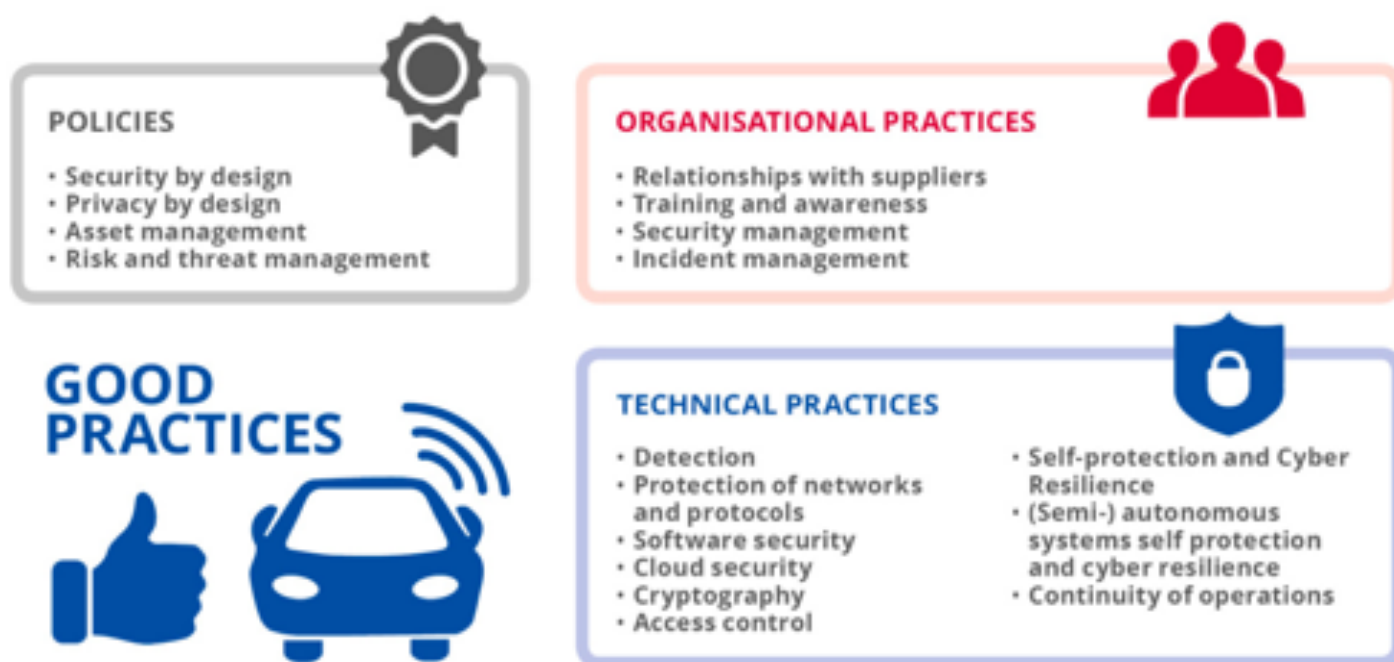 POLICIES
• Security by design
• Privacy by design
• Asset management
• Risk and threat management
ORGANISATIONAL PRACTICES
• Relationships with suppliers
• Training and awareness
• Security management
• Incident management
GOOD
PRACTICES
TECHNICAL PRACTICES
• Detection
• Protection of networks
and protocols
• Software security
• Cloud security
• Cryptography
• Access control
• Self-protection and Cyber
Resilience
• (Semi-) autonomous
systems self protection
and cyber resilience
• Continuity of operations